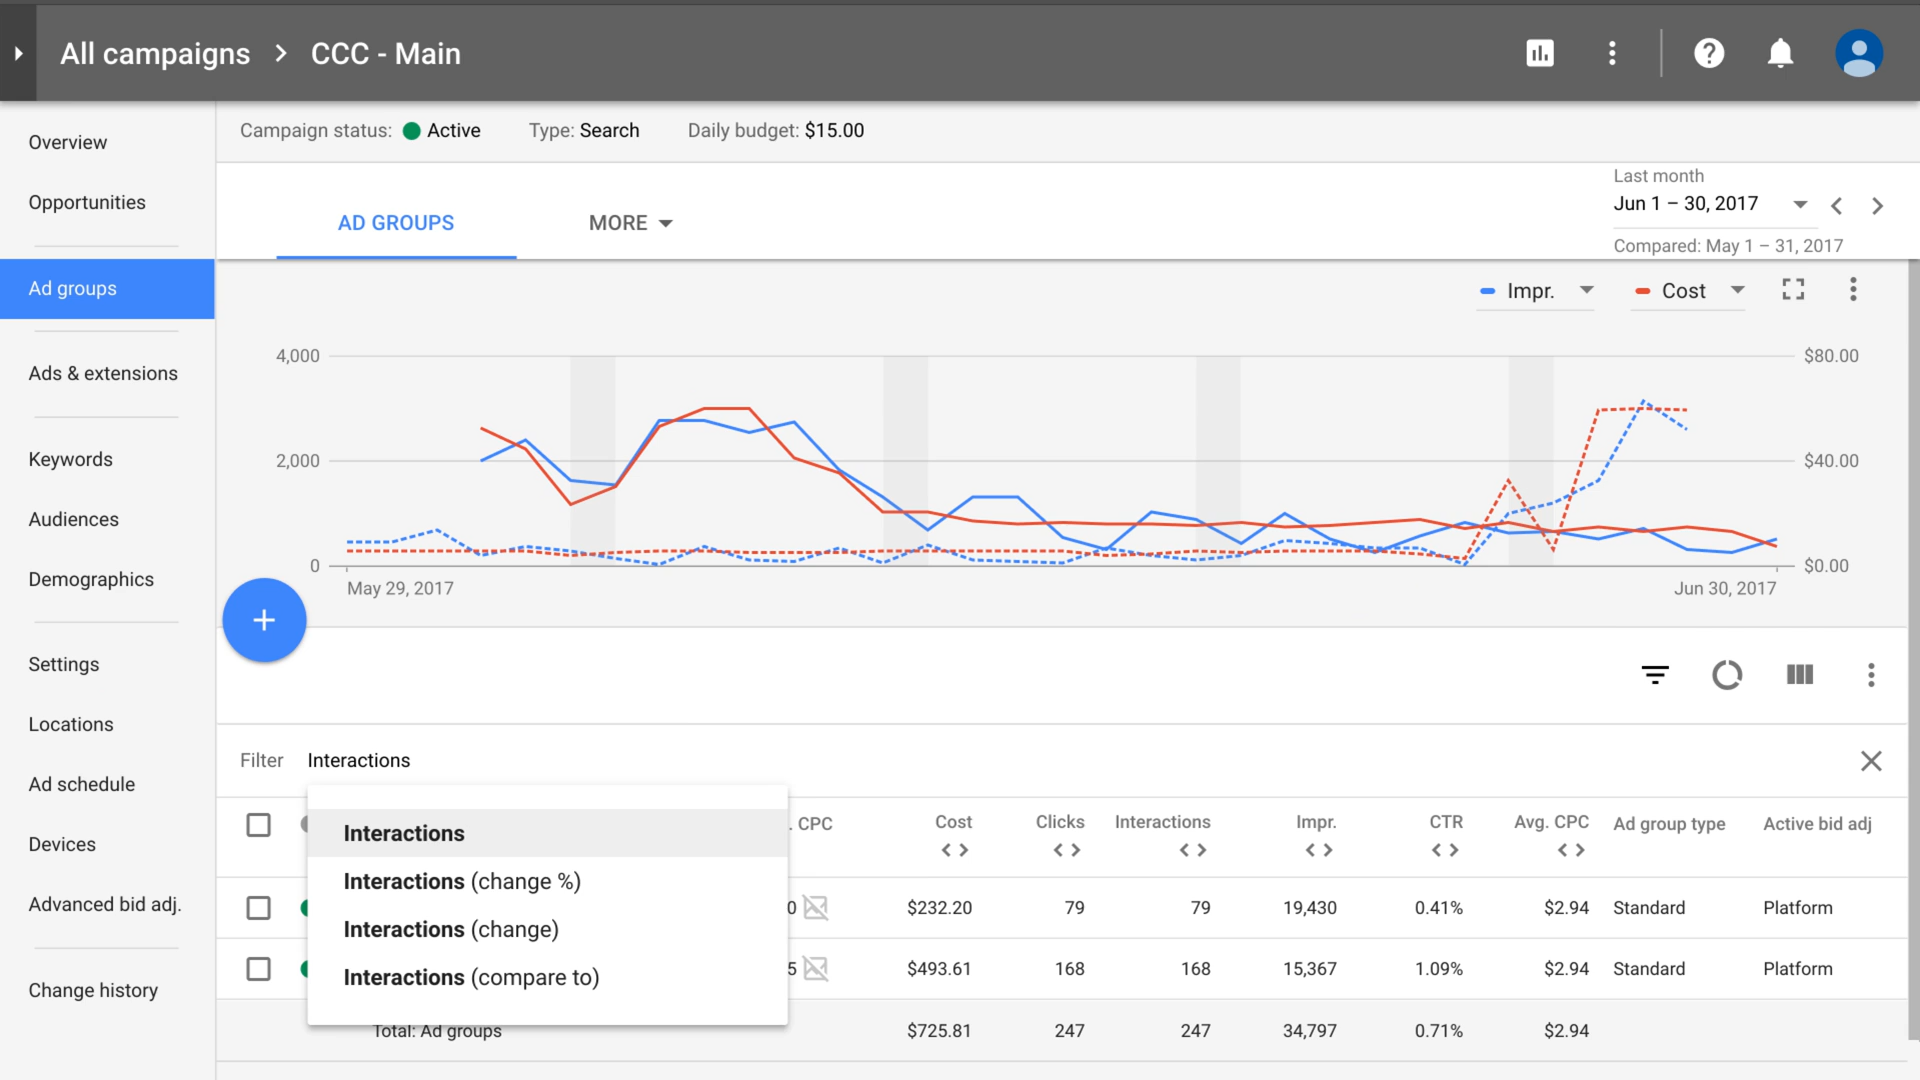 All campaigns > CCC - Main
Campaign status: Active Type: Search Daily budget: $15.00
Overview
Opportunities
Ad groups
Ads & extensions
Keywords
Audiences
Demographics
Settings
Locations
Ad schedule
Devices
Advanced bid adj.
Change history
AD GROUPS MORE
Last month
Jun 1 – 30, 2017
Compared: May 1 – 31, 2017
Impr. Cost
4,000 $80.00
2,000 $40.00
0 $0.00
May 29, 2017 Jun 30, 2017
Filter Interactions
Interactions
Interactions (change %)
Interactions (change)
Interactions (compare to)
. CPC Cost Clicks Interactions Impr. CTR Avg. CPC Ad group type Active bid adj
0 $232.20 79 79 19,430 0.41% $2.94 Standard Platform
5 $493.61 168 168 15,367 1.09% $2.94 Standard Platform
Total: Ad groups $725.81 247 247 34,797 0.71% $2.94